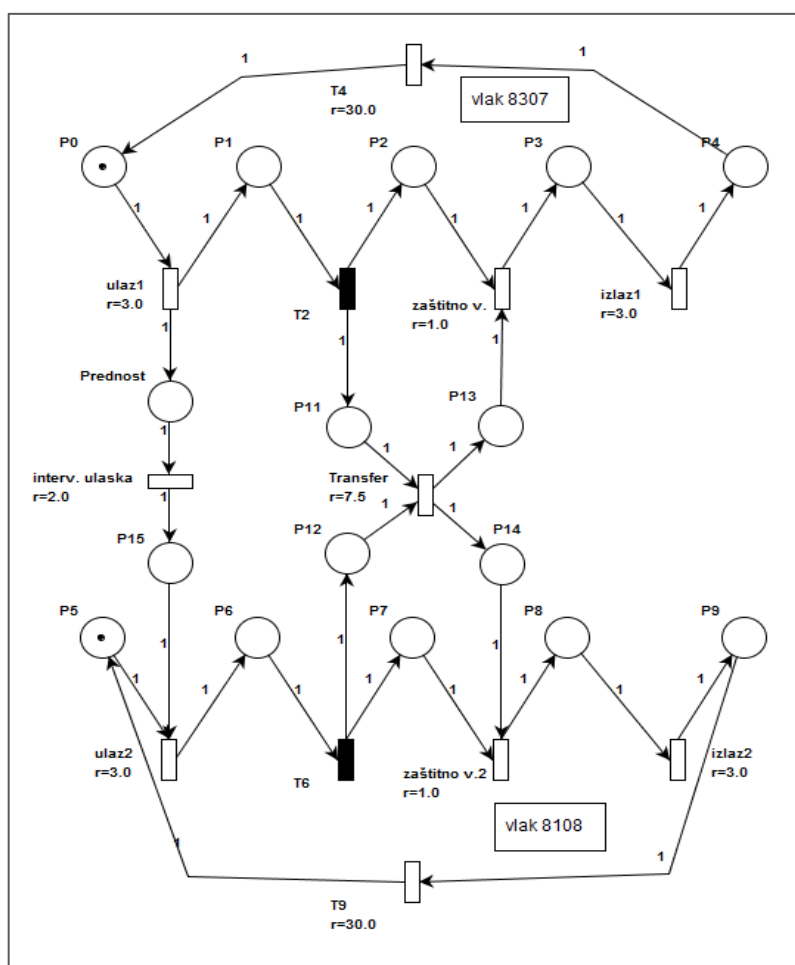 1
T4
r=30.0
vlak 8307
1
P0
P1
P2
P3
P4
1
1
1
1
1
1
1
1
ulaz1
r=3.0
T2
zaštitno v.
r=1.0
izlaz1
r=3.0
1
1
1
Prednost
P11
P13
1
1
1
interv. ulaska
r=2.0
Transfer
r=7.5
1
1
1
P15
P12
P14
P5
P6
P7
P8
P9
1
1
1
1
1
1
1
1
1
1
1
ulaz2
r=3.0
T6
zaštitno v.2
r=1.0
izlaz2
r=3.0
vlak 8108
1
1
T9
r=30.0